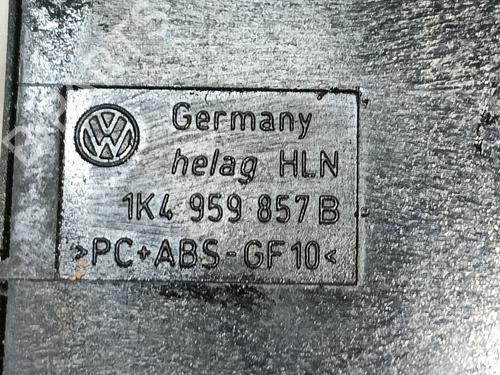 Germany
helag HLN
1K4 959 857 B
>PC+ABS-GF10<